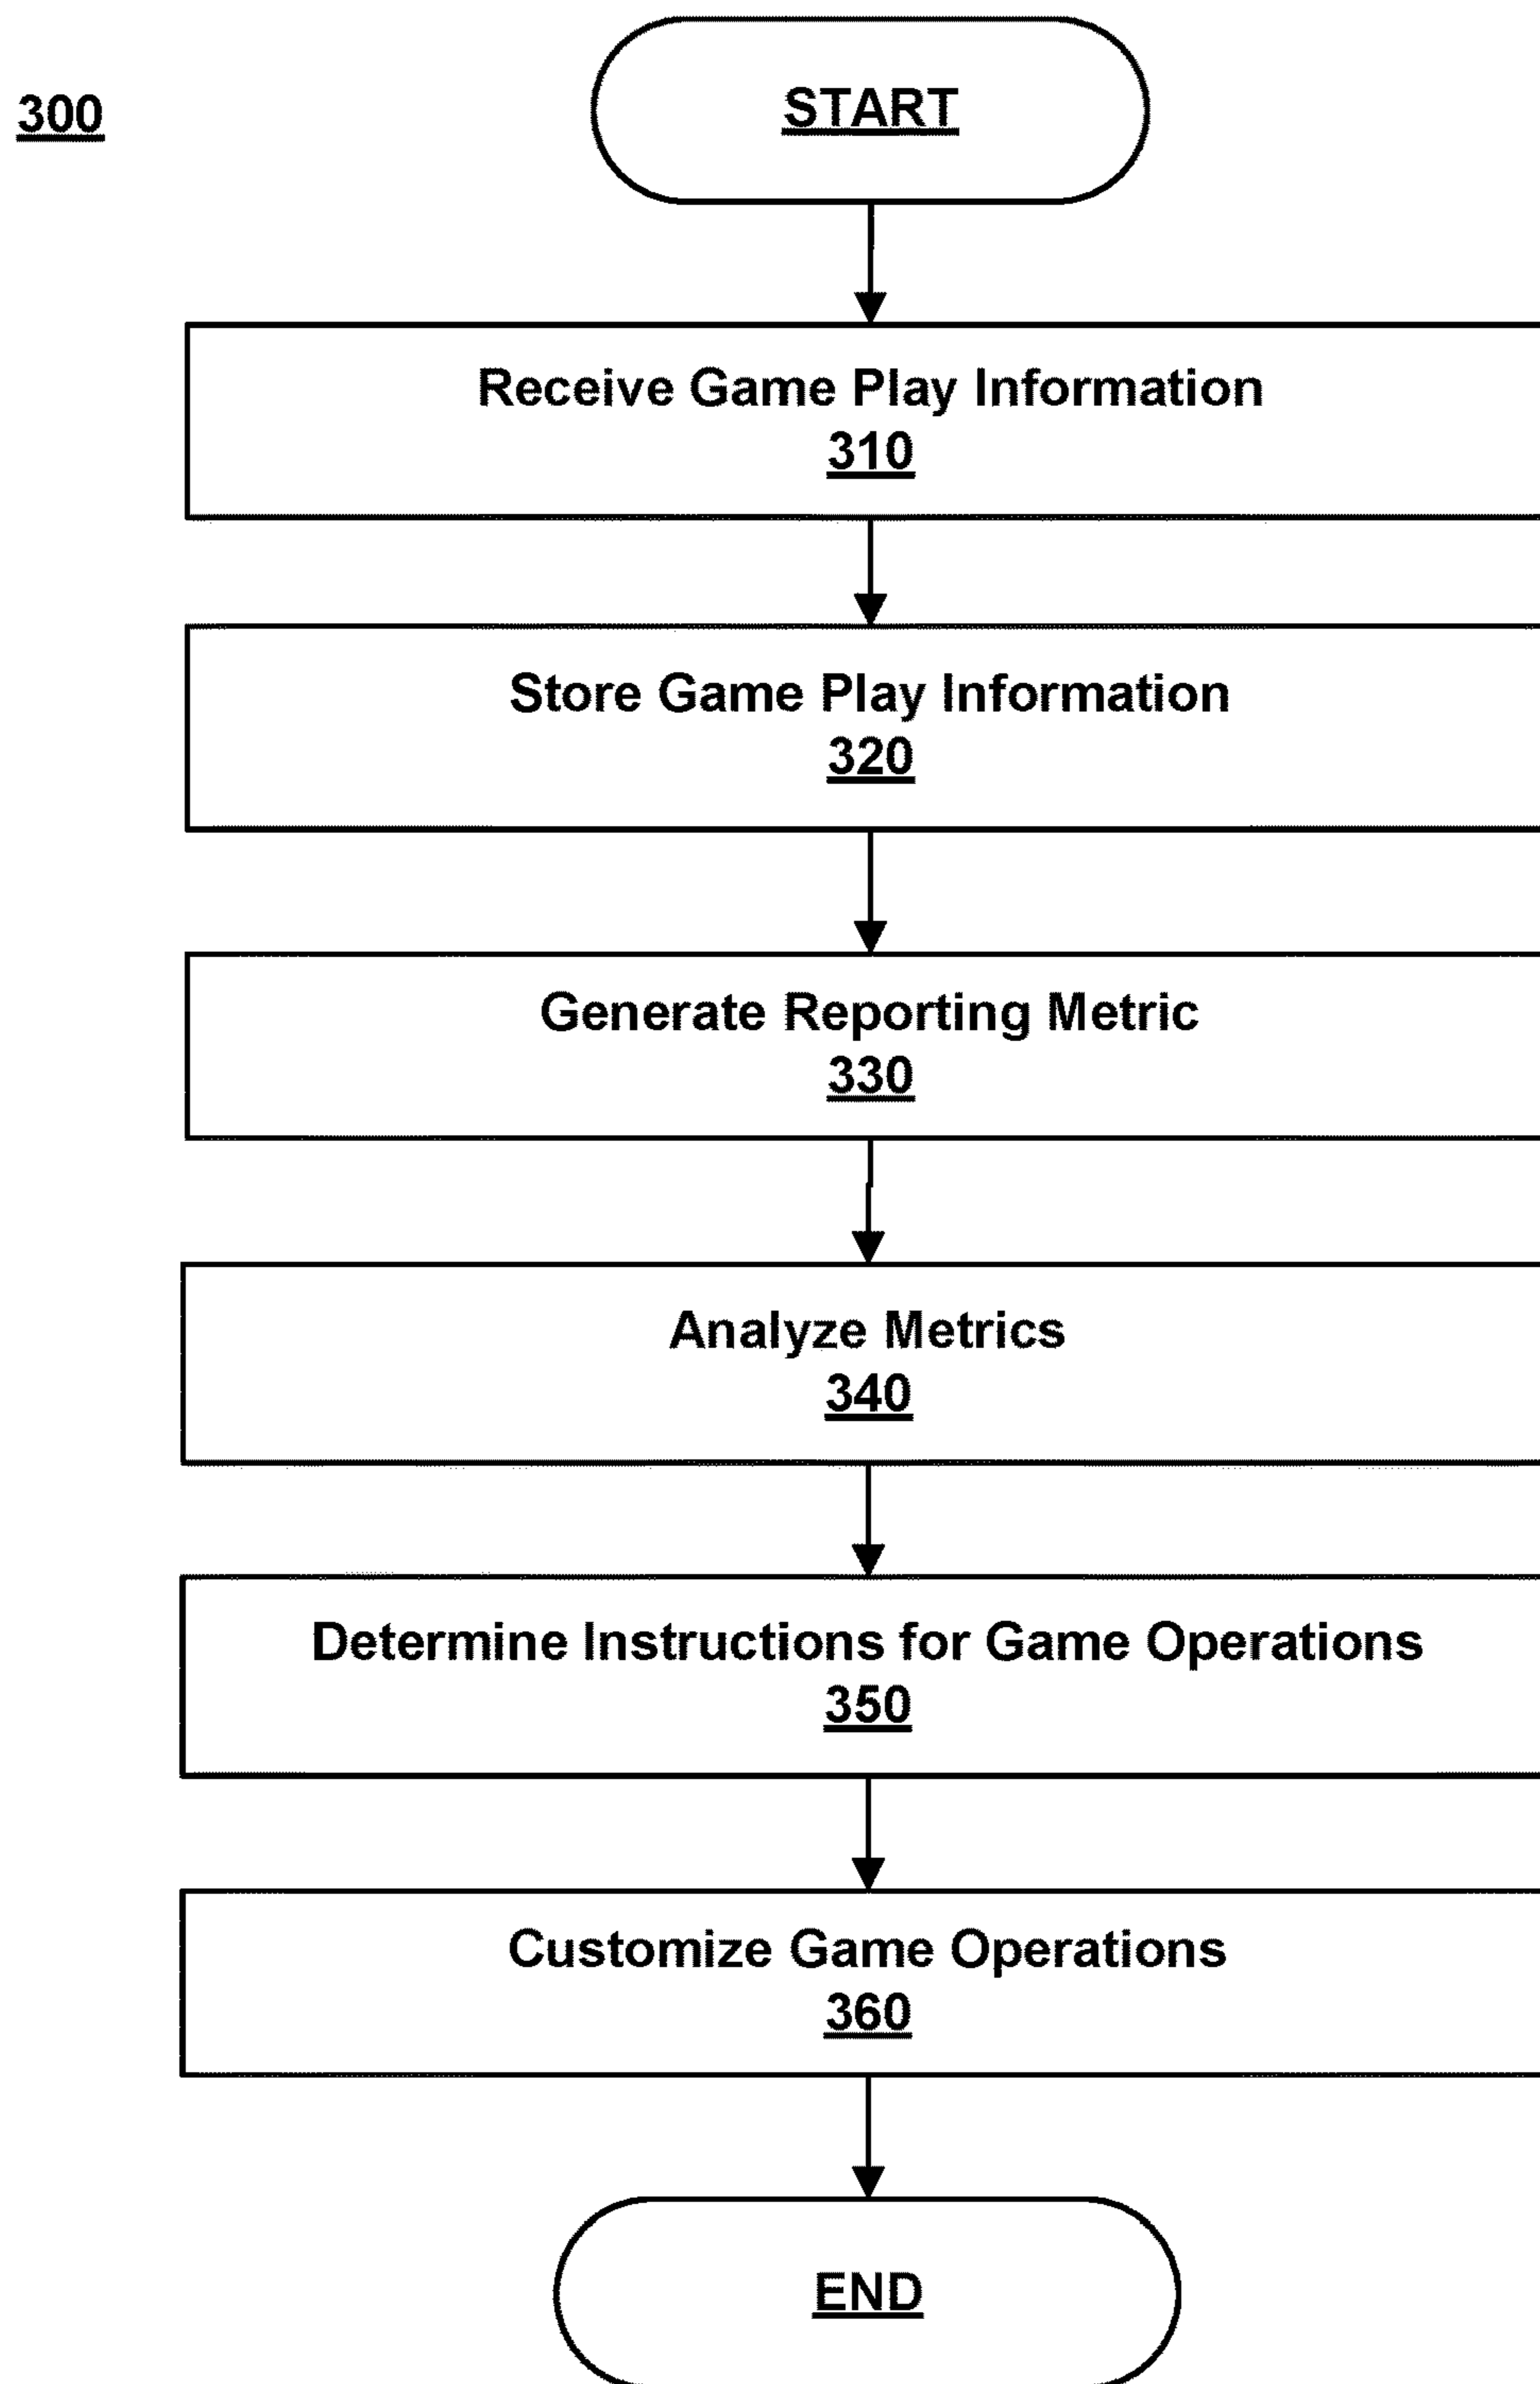 300
START
Receive Game Play Information
310
Store Game Play Information
320
Generate Reporting Metric
330
Analyze Metrics
340
Determine Instructions for Game Operations
350
Customize Game Operations
360
END